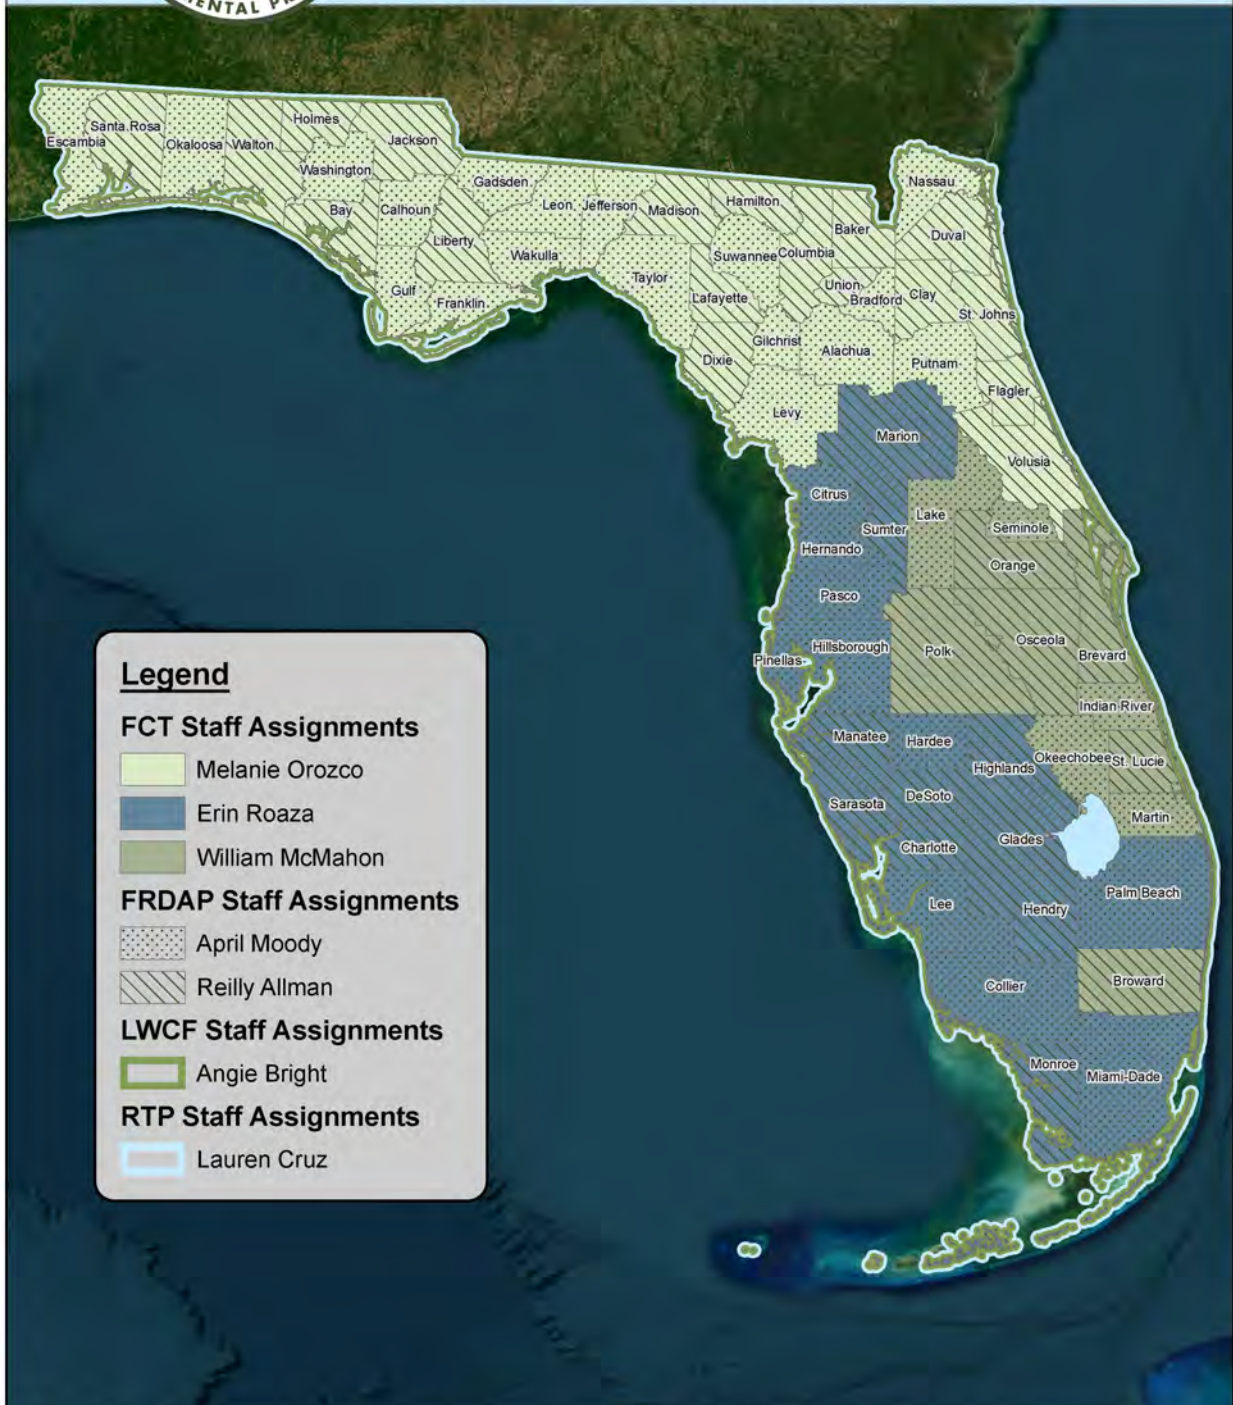 MENTAL PR
Escambia
Santa Rosa
Okaloosa
Walton
Holmes
Jackson
Washington
Bay
Calhoun
Gadsden
Leon
Jefferson
Madison
Hamilton
Baker
Nassau
Duval
Liberty
Wakulla
Gulf
Franklin
Taylor
Suwannee
Columbia
Lafayette
Union
Bradford
Clay
St. Johns
Dixie
Gilchrist
Alachua
Putnam
Flagler
Levy
Marion
Volusia
Citrus
Lake
Sumter
Seminole
Hernando
Orange
Pasco
Pinellas
Hillsborough
Polk
Osceola
Brevard
Indian River
Manatee
Hardee
Highlands
Okeechobee
St. Lucie
Sarasota
DeSoto
Martin
Charlotte
Glades
Lee
Hendry
Palm Beach
Collier
Broward
Monroe
Miami-Dade
Legend
FCT Staff Assignments
Melanie Orozco
Erin Roaza
William McMahon
FRDAP Staff Assignments
April Moody
Reilly Allman
LWCF Staff Assignments
Angie Bright
RTP Staff Assignments
Lauren Cruz